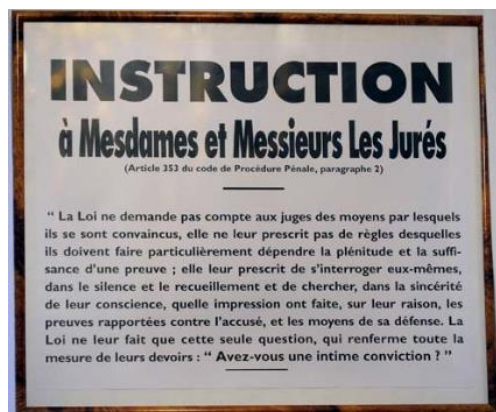 INSTRUCTION
à Mesdames et Messieurs Les Jurés
(Article 353 du code de Procédure Pénale, paragraphe 2)
“ La Loi ne demande pas compte aux juges des moyens par lesquels
ils se sont convaincus, elle ne leur prescrit pas de règles desquelles
ils doivent faire particulièrement dépendre la plénitude et la suffi-
sance d’une preuve ; elle leur prescrit de s’interroger eux-mêmes,
dans le silence et le recueillement et de chercher, dans la sincérité
de leur conscience, quelle impression ont faite, sur leur raison, les
preuves rapportées contre l’accusé, et les moyens de sa défense. La
Loi ne leur fait que cette seule question, qui renferme toute la
mesure de leurs devoirs : “ Avez-vous une intime conviction ? ”